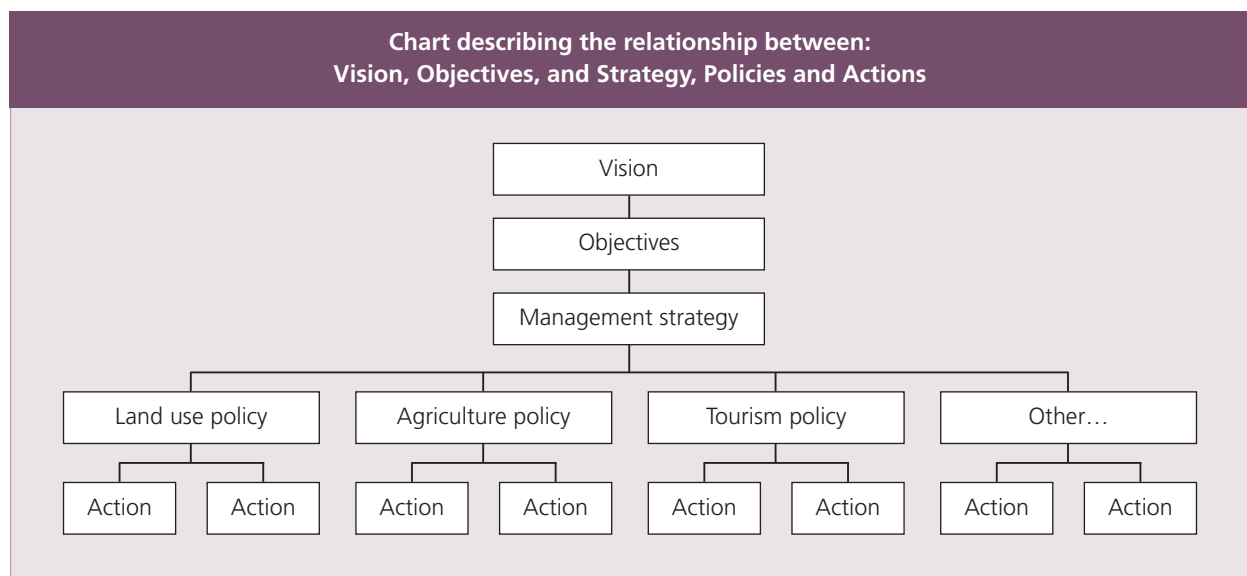 Chart describing the relationship between:
Vision, Objectives, and Strategy, Policies and Actions
Vision
Objectives
Management strategy
Land use policy
Agriculture policy
Tourism policy
Other…
Action
Action
Action
Action
Action
Action
Action
Action